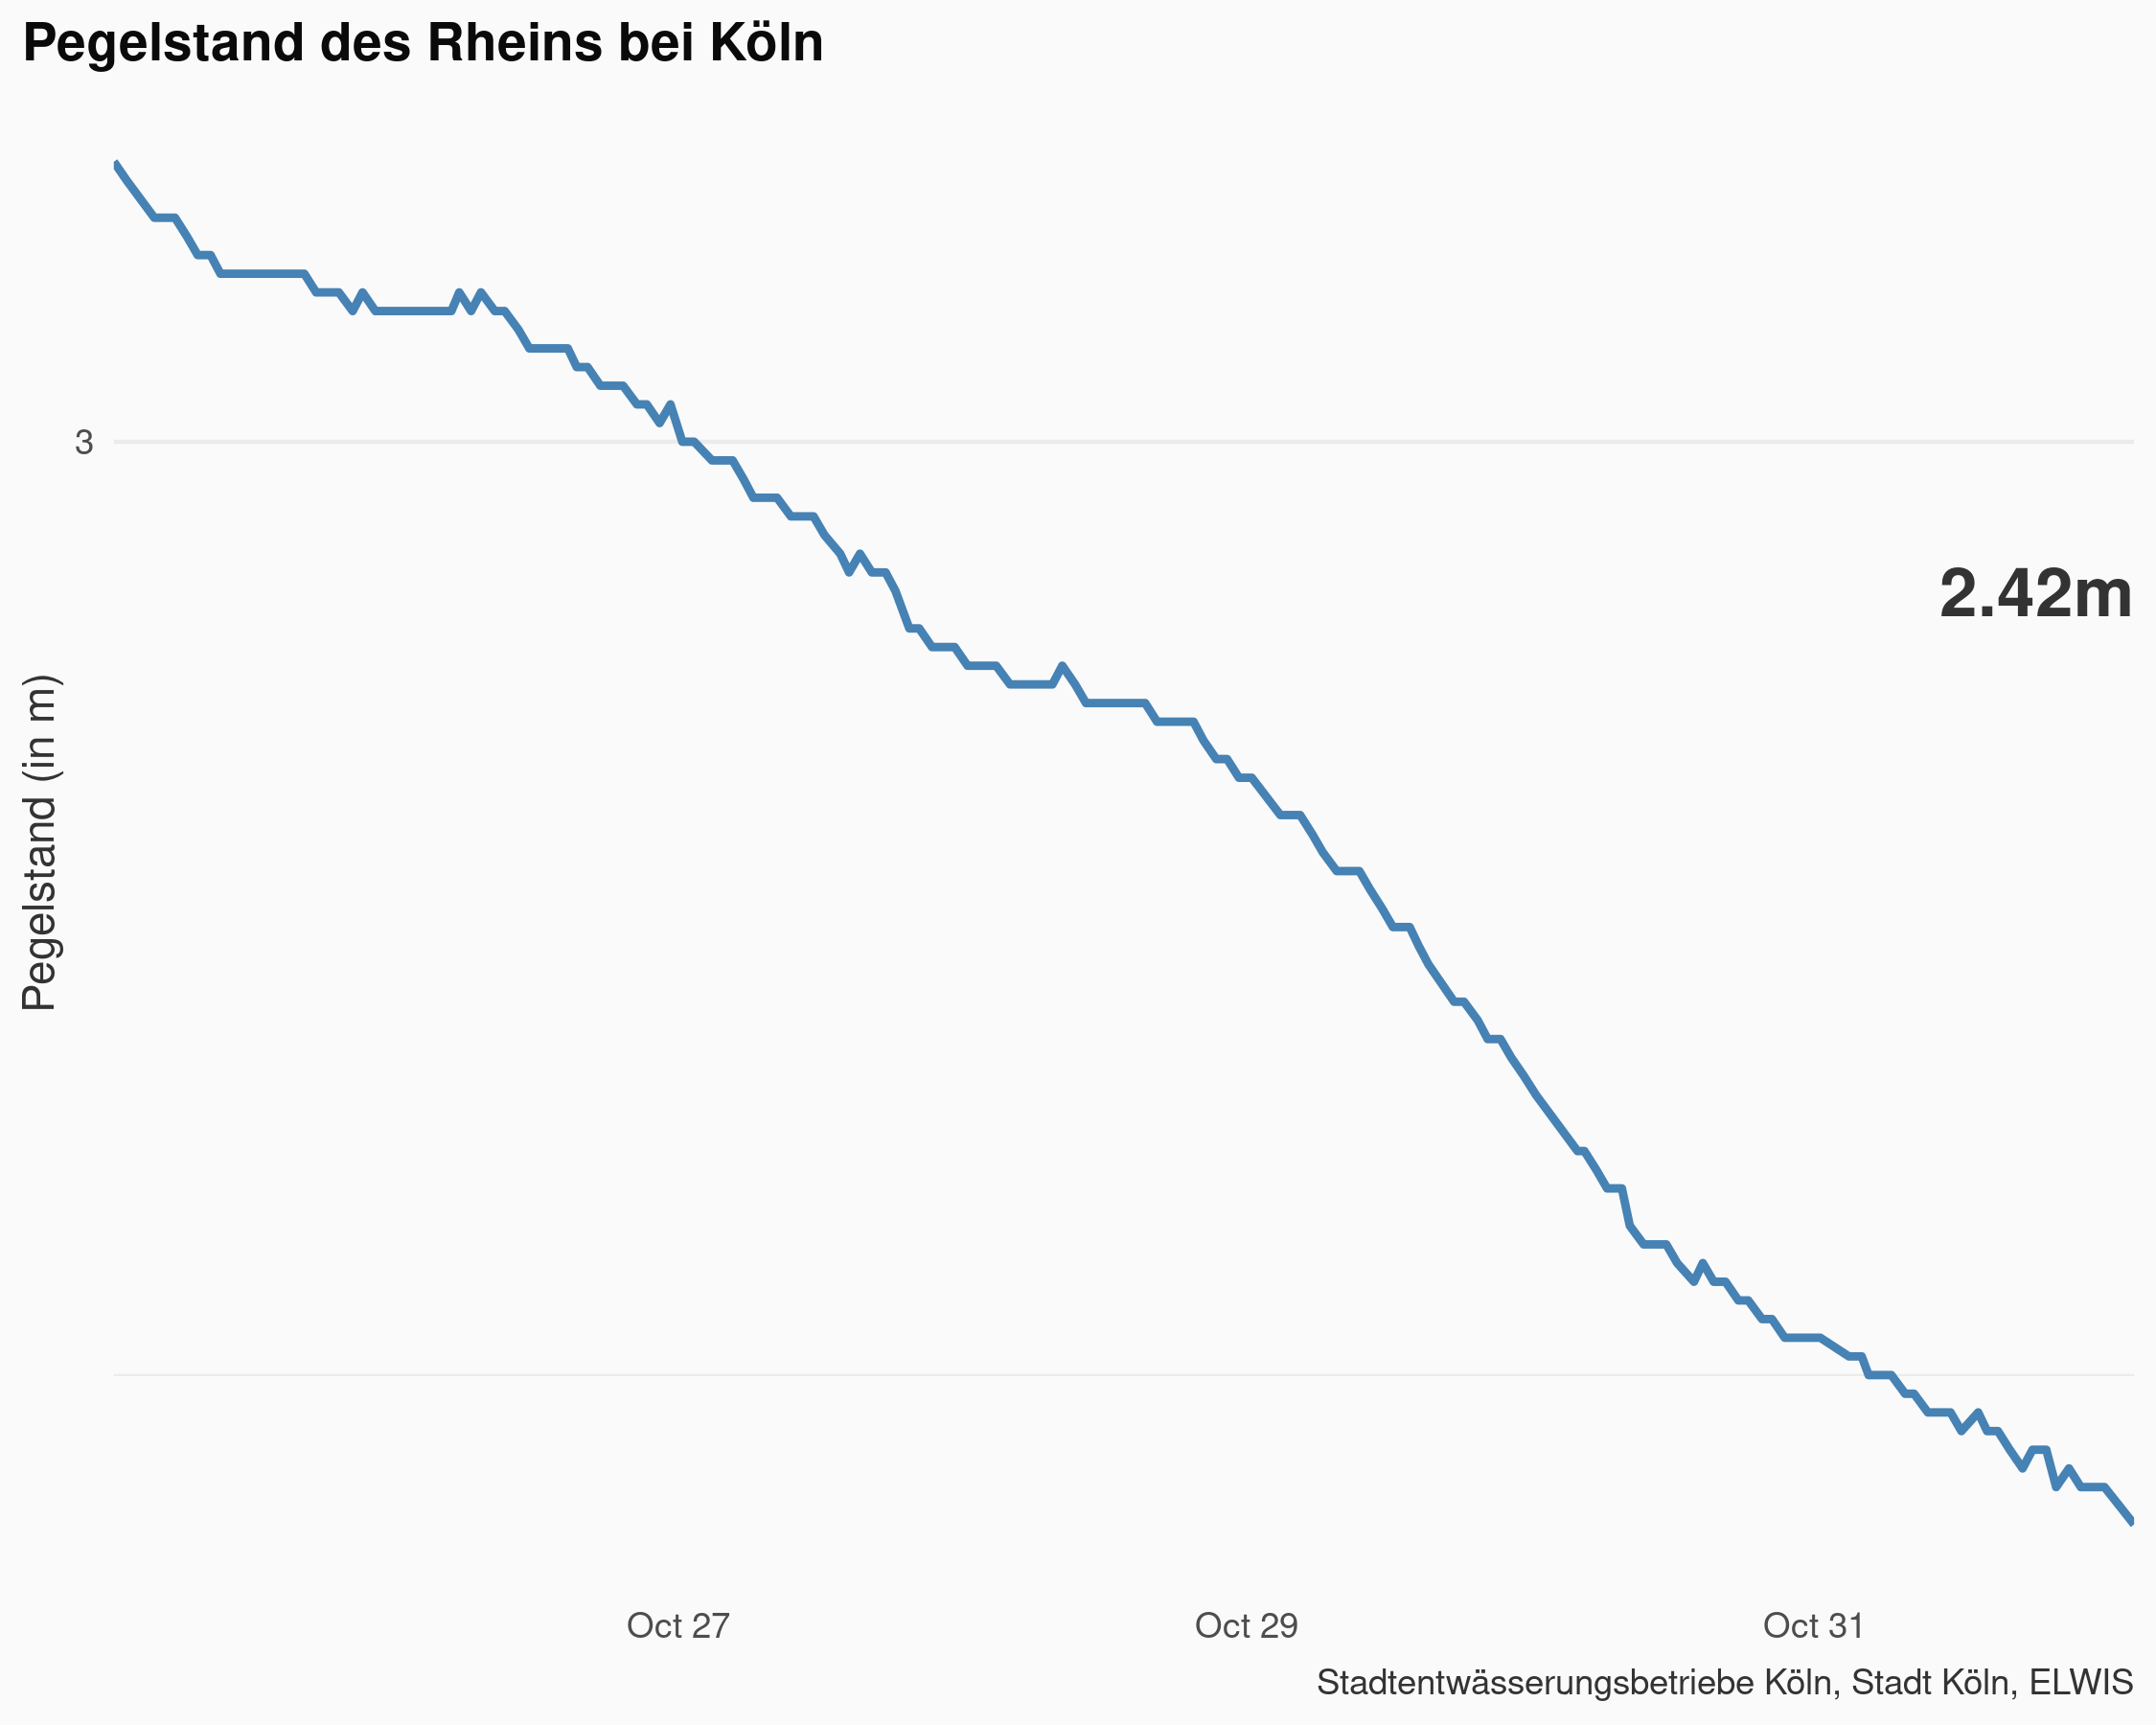 Pegelstand des Rheins bei Köln
3
2.42m
Pegelstand (in m)
Oct 27
Oct 29
Oct 31
Stadtentwässerungsbetriebe Köln, Stadt Köln, ELWIS